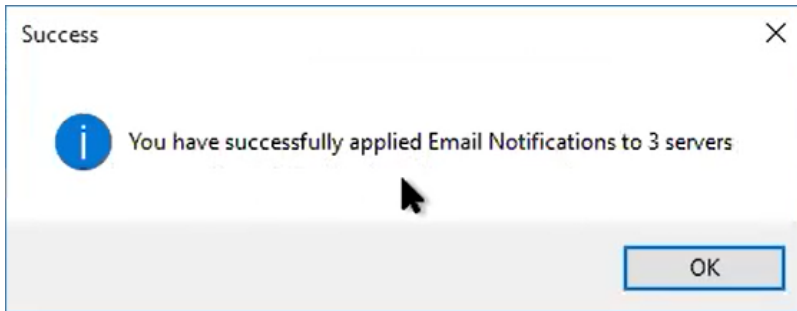 Success
You have successfully applied Email Notifications to 3 servers
OK